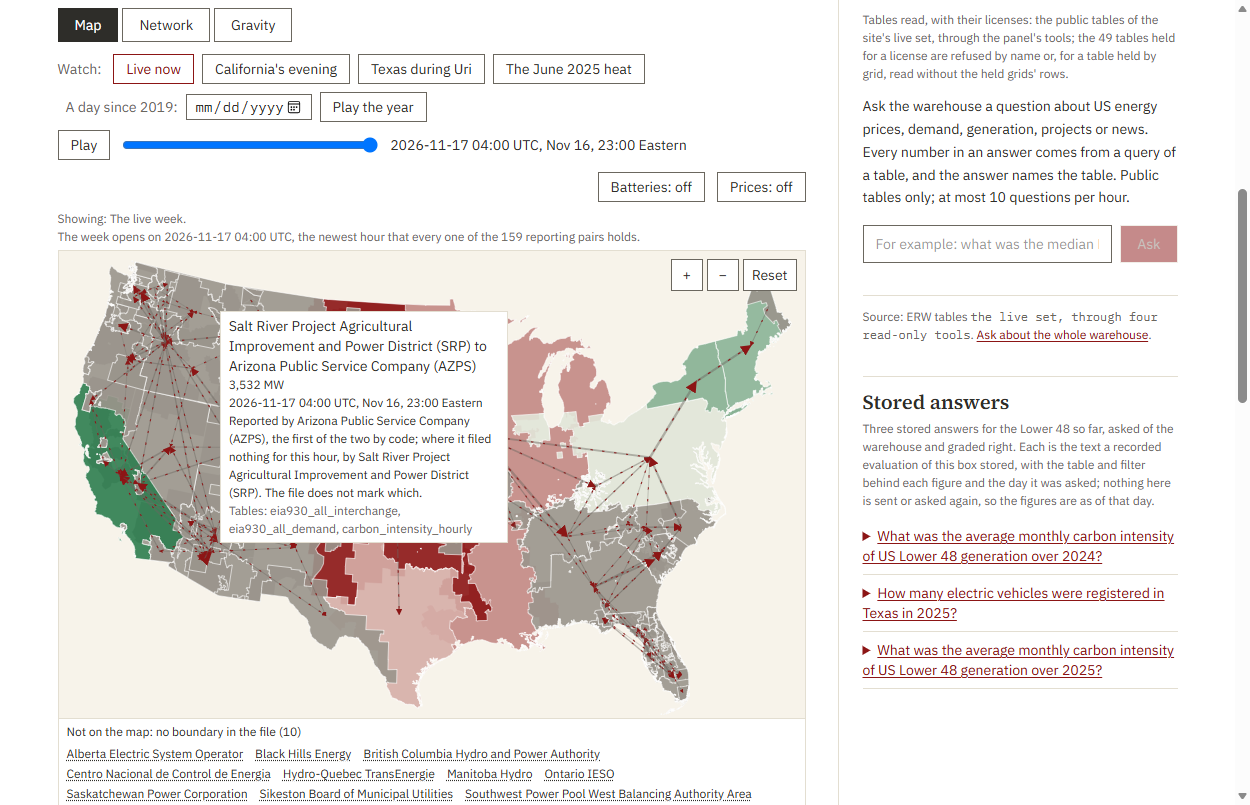 Map Network Gravity
Watch: Live now California's evening Texas during Uri The June 2025 heat
A day since 2019: mm/dd/yyyy Play the year
Play 2026-11-17 04:00 UTC, Nov 16, 23:00 Eastern
Batteries: off Prices: off
Showing: The live week.
The week opens on 2026-11-17 04:00 UTC, the newest hour that every one of the 159 reporting pairs holds.
+ − Reset
Salt River Project Agricultural
Improvement and Power District (SRP) to
Arizona Public Service Company (AZPS)
3,532 MW
2026-11-17 04:00 UTC, Nov 16, 23:00 Eastern
Reported by Arizona Public Service Company
(AZPS), the first of the two by code; where it filed
nothing for this hour, by Salt River Project
Agricultural Improvement and Power District
(SRP). The file does not mark which.
Tables: eia930_all_interchange,
eia930_all_demand, carbon_intensity_hourly
Not on the map: no boundary in the file (10)
Alberta Electric System Operator Black Hills Energy British Columbia Hydro and Power Authority
Centro Nacional de Control de Energia Hydro-Quebec TransEnergie Manitoba Hydro Ontario IESO
Saskatchewan Power Corporation Sikeston Board of Municipal Utilities Southwest Power Pool West Balancing Authority Area
Tables read, with their licenses: the public tables of the
site's live set, through the panel's tools; the 49 tables held
for a license are refused by name or, for a table held by
grid, read without the held grids' rows.
Ask the warehouse a question about US energy
prices, demand, generation, projects or news.
Every number in an answer comes from a query of
a table, and the answer names the table. Public
tables only; at most 10 questions per hour.
For example: what was the median Ask
Source: ERW tables the live set, through four
read-only tools. Ask about the whole warehouse.
Stored answers
Three stored answers for the Lower 48 so far, asked of the
warehouse and graded right. Each is the text a recorded
evaluation of this box stored, with the table and filter
behind each figure and the day it was asked; nothing here
is sent or asked again, so the figures are as of that day.
What was the average monthly carbon intensity
of US Lower 48 generation over 2024?
How many electric vehicles were registered in
Texas in 2025?
What was the average monthly carbon intensity
of US Lower 48 generation over 2025?